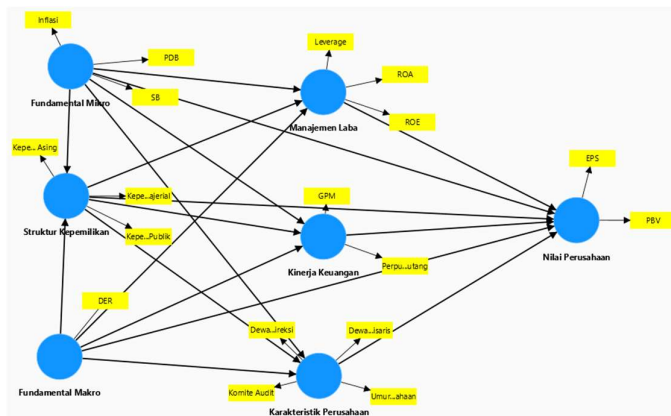 Inflasi
PDB
SB
Fundamental Mikro
Leverage
ROA
ROE
Manajemen Laba
Kepe... Asing
Kepe...ajerial
Kepe...Publik
Struktur Kepemilikan
GPM
Perpu...utang
Kinerja Keuangan
EPS
PBV
Nilai Perusahaan
DER
Fundamental Makro
Dewa...ireksi
Dewa...isaris
Komite Audit
Umur...ahaan
Karakteristik Perusahaan